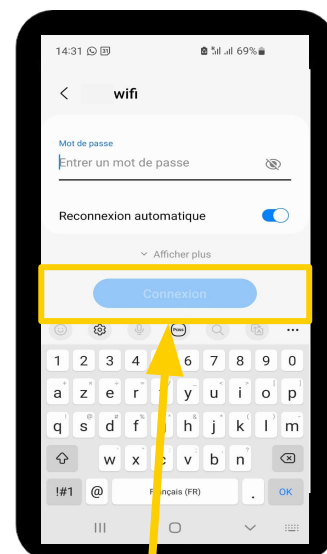 14:31 31 69%
wifi
Mot de passe
Entrer un mot de passe
Reconnexion automatique
Afficher plus
Connexion
1 2 3 4 6 7 8 9 0
a z e r y u i o p
q s d f h j k l m
w x v b n
!#1 @ Français (FR) . OK